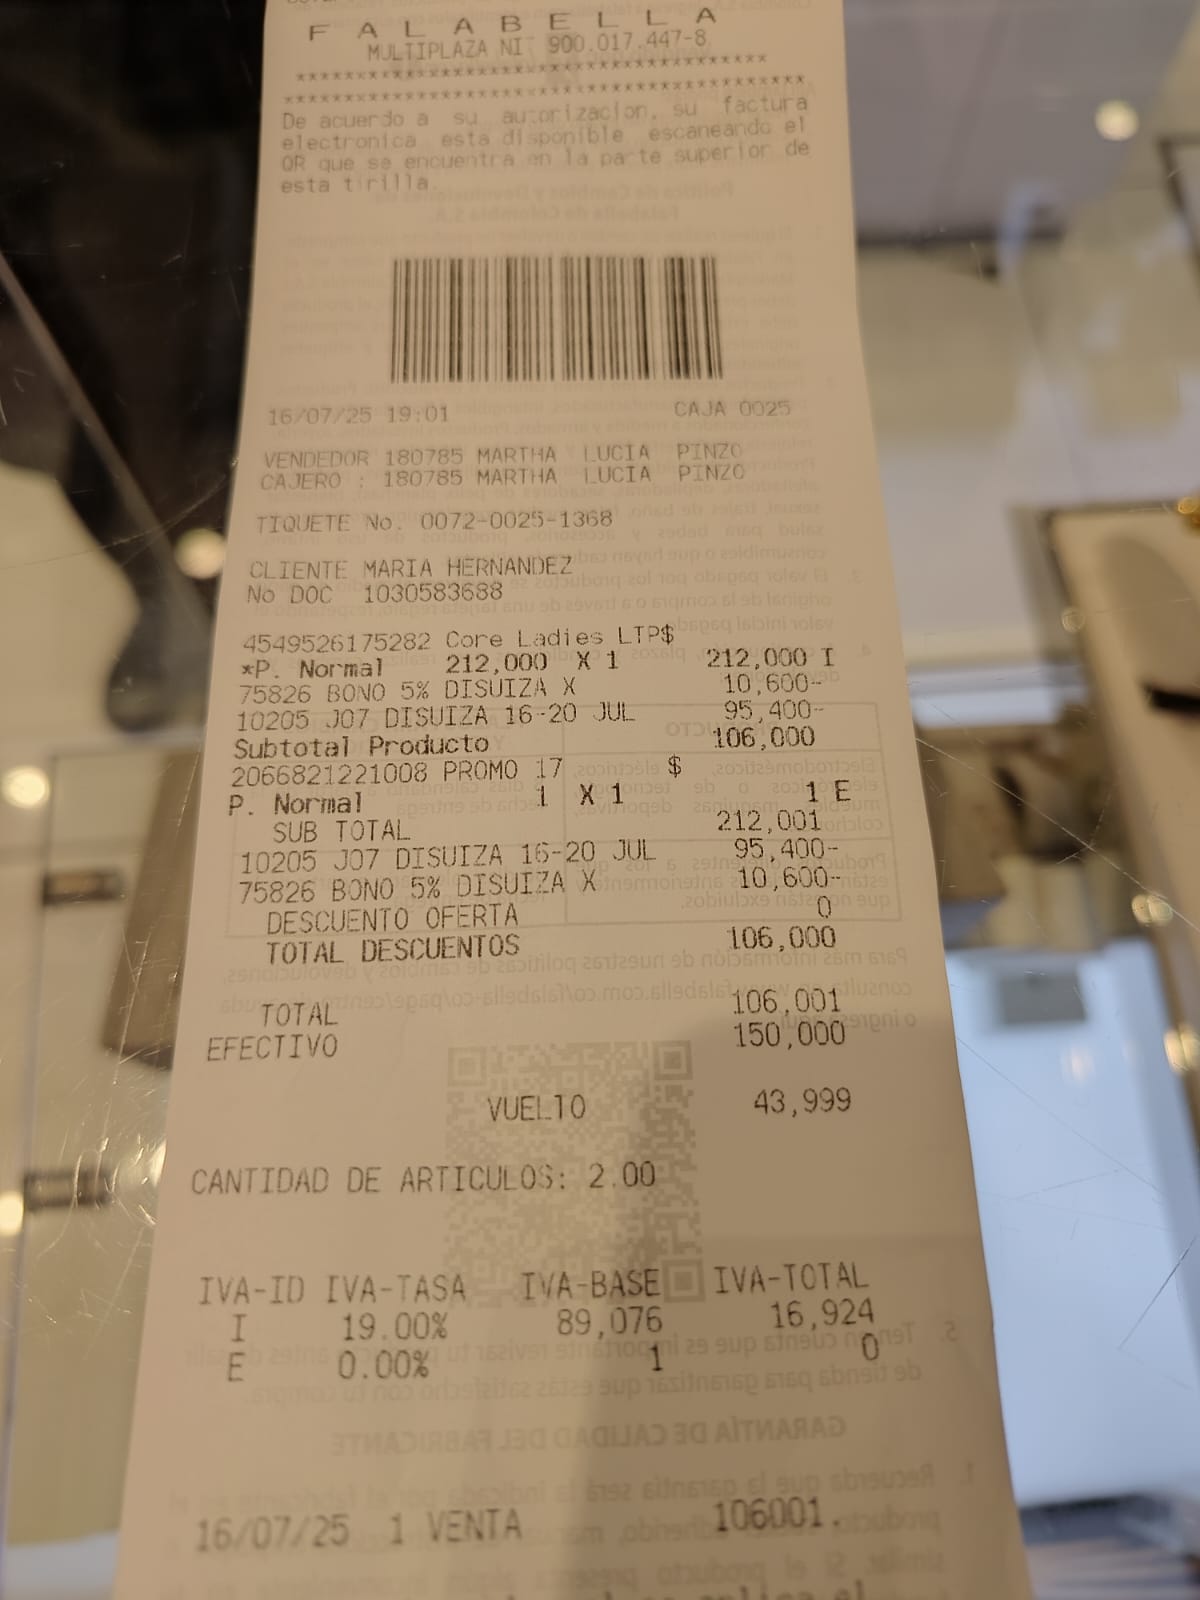 F A L A B E L L A
MULTIPLAZA NIT 900.017.447-8
****************************************
********************************************
De acuerdo a su autorizacion, su factura
electronica esta disponible escaneando el
QR que se encuentra en la parte superior de
esta tirilla.
16/07/25 19:01 CAJA 0025
VENDEDOR 180785 MARTHA LUCIA PINZO
CAJERO : 180785 MARTHA LUCIA PINZO
TIQUETE No. 0072-0025-1368
CLIENTE MARIA HERNANDEZ
No DOC 1030583688
4549526175282 Core Ladies LTP$
*P. Normal 212,000 X 1 212,000 I
75826 BONO 5% DISUIZA X 10,600-
10205 J07 DISUIZA 16-20 JUL 95,400-
Subtotal Producto 106,000
2066821221008 PROMO 17 $
P. Normal 1 X 1 1 E
SUB TOTAL 212,001
10205 J07 DISUIZA 16-20 JUL 95,400-
75826 BONO 5% DISUIZA X 10,600-
DESCUENTO OFERTA 0
TOTAL DESCUENTOS 106,000
TOTAL 106,001
EFECTIVO 150,000
VUELTO 43,999
CANTIDAD DE ARTICULOS: 2.00
IVA-ID IVA-TASA IVA-BASE IVA-TOTAL
I 19.00% 89,076 16,924
E 0.00% 1 0
16/07/25 1 VENTA 106001.